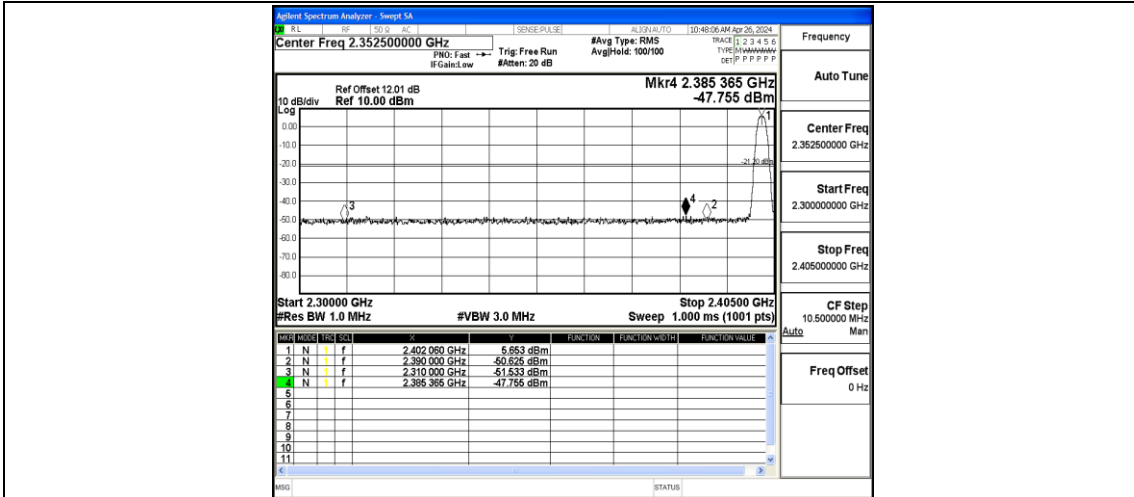 Agilent Spectrum Analyzer - Swept SA
RL RF 50 Ω AC SENSE:PULSE ALIGN AUTO 10:48:06 AM Apr 26, 2024
Center Freq 2.352500000 GHz #Avg Type: RMS TRACE 1 2 3 4 5 6
PNO: Fast Trig: Free Run Avg|Hold: 100/100 TYPE MWWWWW
IFGain:Low #Atten: 20 dB DET P P P P P P
Mkr4 2.385 365 GHz
-47.755 dBm
Ref Offset 12.01 dB
10 dB/div Ref 10.00 dBm
Log
0.00
-10.0
-20.0
-30.0
-40.0
-50.0
-60.0
-70.0
-80.0
1
-21.20 dBm
3
4
2
Start 2.30000 GHz Stop 2.40500 GHz
#Res BW 1.0 MHz #VBW 3.0 MHz Sweep 1.000 ms (1001 pts)
MKR MODE TRC SCL X Y FUNCTION FUNCTION WIDTH FUNCTION VALUE
1 N 1 f 2.402 060 GHz 5.653 dBm
2 N 1 f 2.390 000 GHz -50.625 dBm
3 N 1 f 2.310 000 GHz -51.533 dBm
4 N 1 f 2.385 365 GHz -47.755 dBm
5
6
7
8
9
10
11
MSG STATUS
Frequency
Auto Tune
Center Freq
2.352500000 GHz
Start Freq
2.300000000 GHz
Stop Freq
2.405000000 GHz
CF Step
10.500000 MHz
Auto Man
Freq Offset
0 Hz